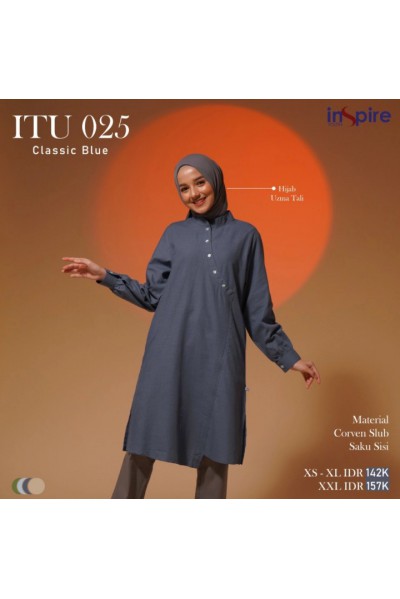 ITU 025
Classic Blue
inSpire
Hijab
Uzma Tali
Material
Corven Slub
Saku Sisi
XS - XL IDR 142K
XXL IDR 157K